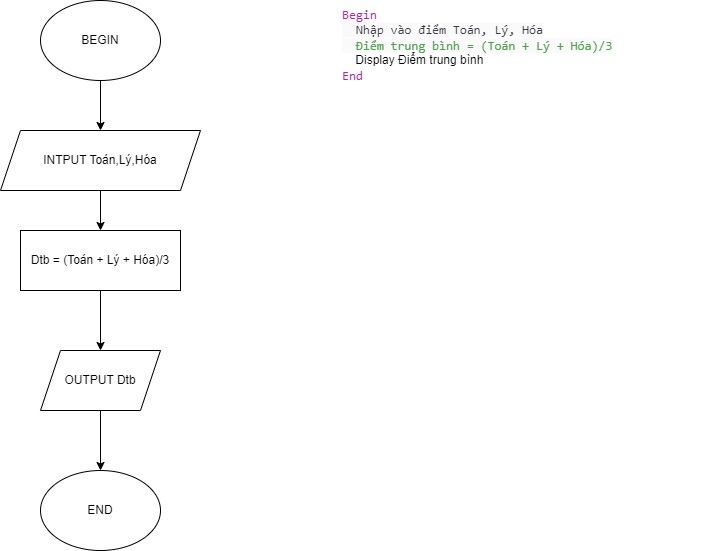 BEGIN
INTPUT Toán,Lý,Hóa
Dtb = (Toán + Lý + Hóa)/3
OUTPUT Dtb
END
Begin
Nhập vào điểm Toán, Lý, Hóa
Điểm trung bình = (Toán + Lý + Hóa)/3
Display Điểm trung bình
End